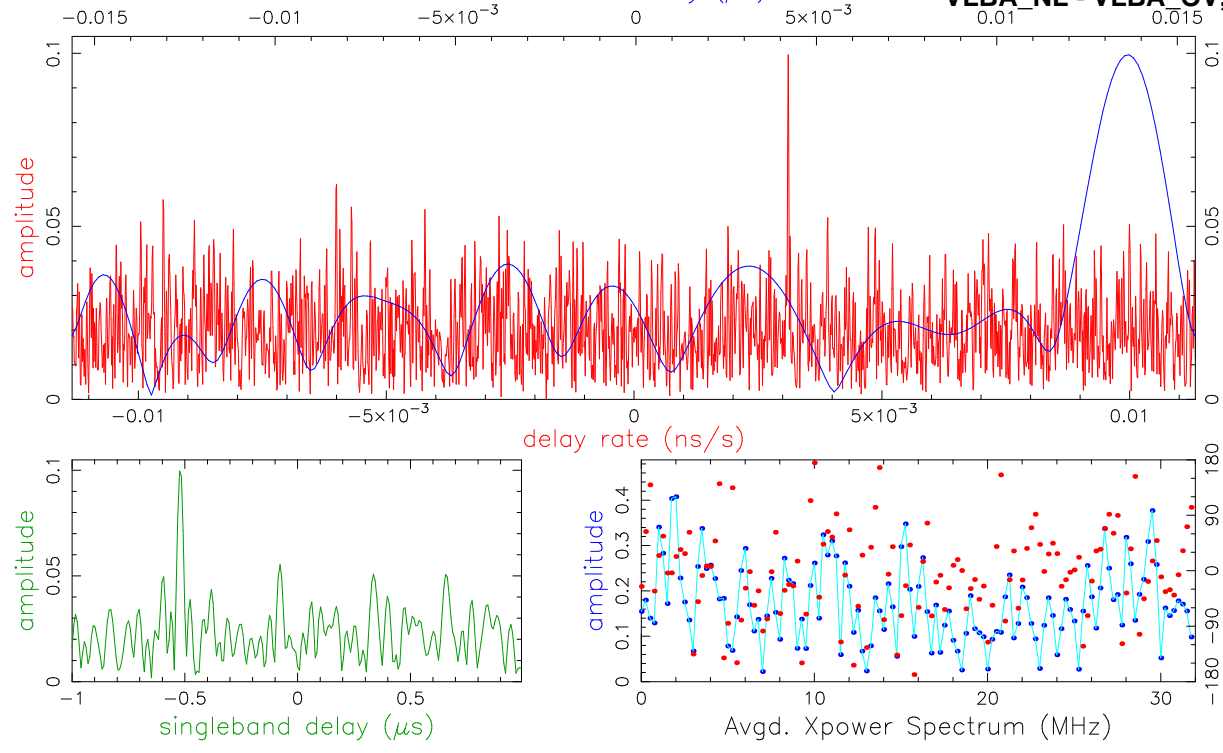 −0.015 −0.01 −5×10⁻³ 0 5×10⁻³ 0.01 0.015
amplitude
0 0.05 0.1
0 0.05 0.1
−0.01 −5×10⁻³ 0 5×10⁻³ 0.01
delay rate (ns/s)
amplitude
0 0.05 0.1
−1 −0.5 0 0.5
singleband delay (μs)
amplitude
0 0.1 0.2 0.3 0.4
−180 −90 0 90 180
0 10 20 30
Avgd. Xpower Spectrum (MHz)